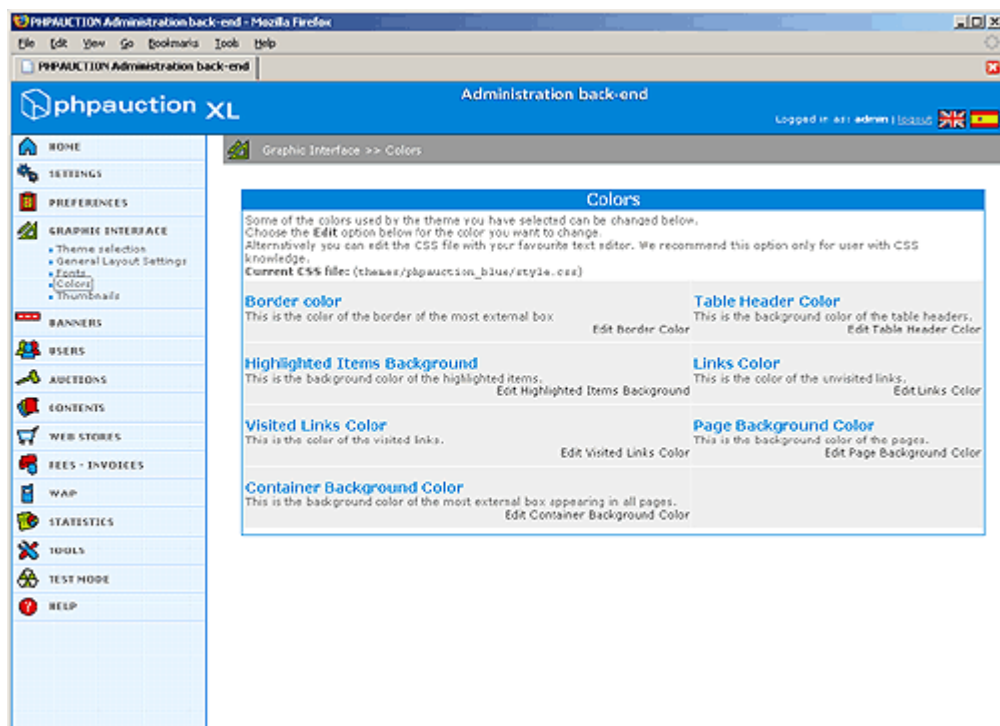 PHPAUCTION Administration back-end - Mozilla Firefox
File Edit View Go Bookmarks Tools Help
PHPAUCTION Administration back-end
phpauction XL
Administration back-end
Logged in as: admin | logout
HOME
SETTINGS
PREFERENCES
GRAPHIC INTERFACE
Theme selection
General Layout Settings
Fonts
Colors
Thumbnails
BANNERS
USERS
AUCTIONS
CONTENTS
WEB STORES
FEES - INVOICES
WAP
STATISTICS
TOOLS
TEST MODE
HELP
Graphic Interface >> Colors
Colors
Some of the colors used by the theme you have selected can be changed below.
Choose the Edit option below for the color you want to change.
Alternatively you can edit the CSS file with your favourite text editor. We recommend this option only for user with CSS
knowledge.
Current CSS file: (themes/phpauction_blue/style.css)
Border color
This is the color of the border of the most external box
Edit Border Color
Table Header Color
This is the background color of the table headers.
Edit Table Header Color
Highlighted Items Background
This is the background color of the highlighted items.
Edit Highlighted Items Background
Links Color
This is the color of the unvisited links.
Edit Links Color
Visited Links Color
This is the color of the visited links.
Edit Visited Links Color
Page Background Color
This is the background color of the pages.
Edit Page Background Color
Container Background Color
This is the background color of the most external box appearing in all pages.
Edit Container Background Color